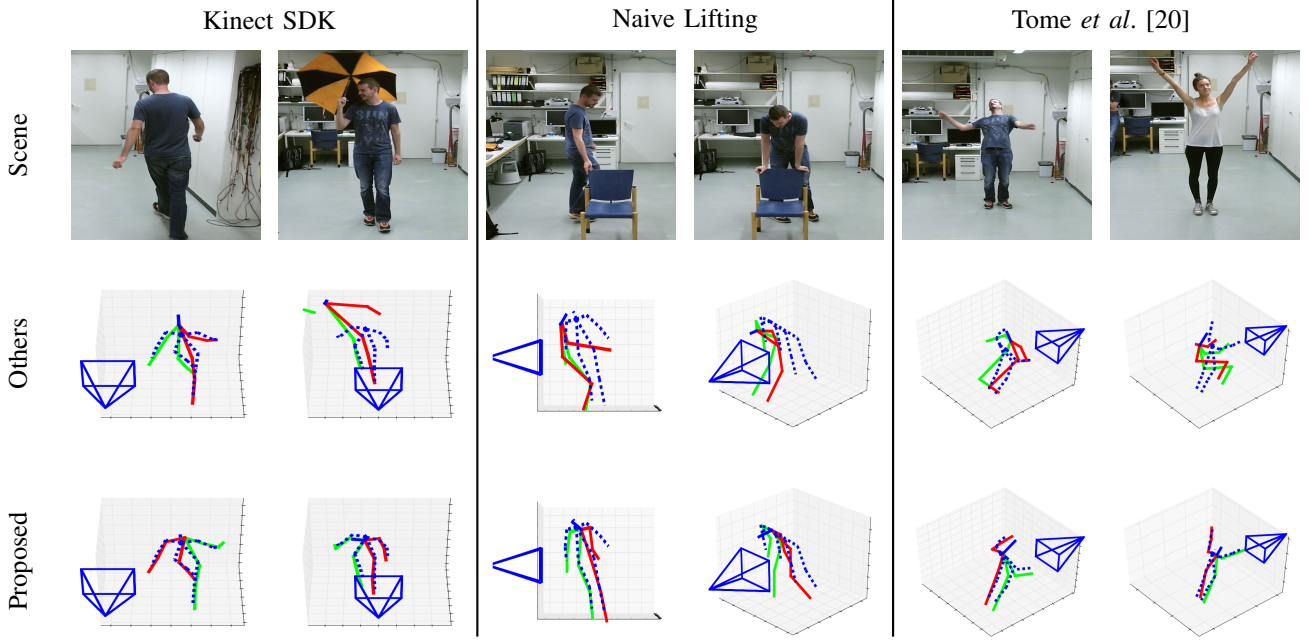 Kinect SDK
Naive Lifting
Tome et al. [20]
Scene
Others
Proposed